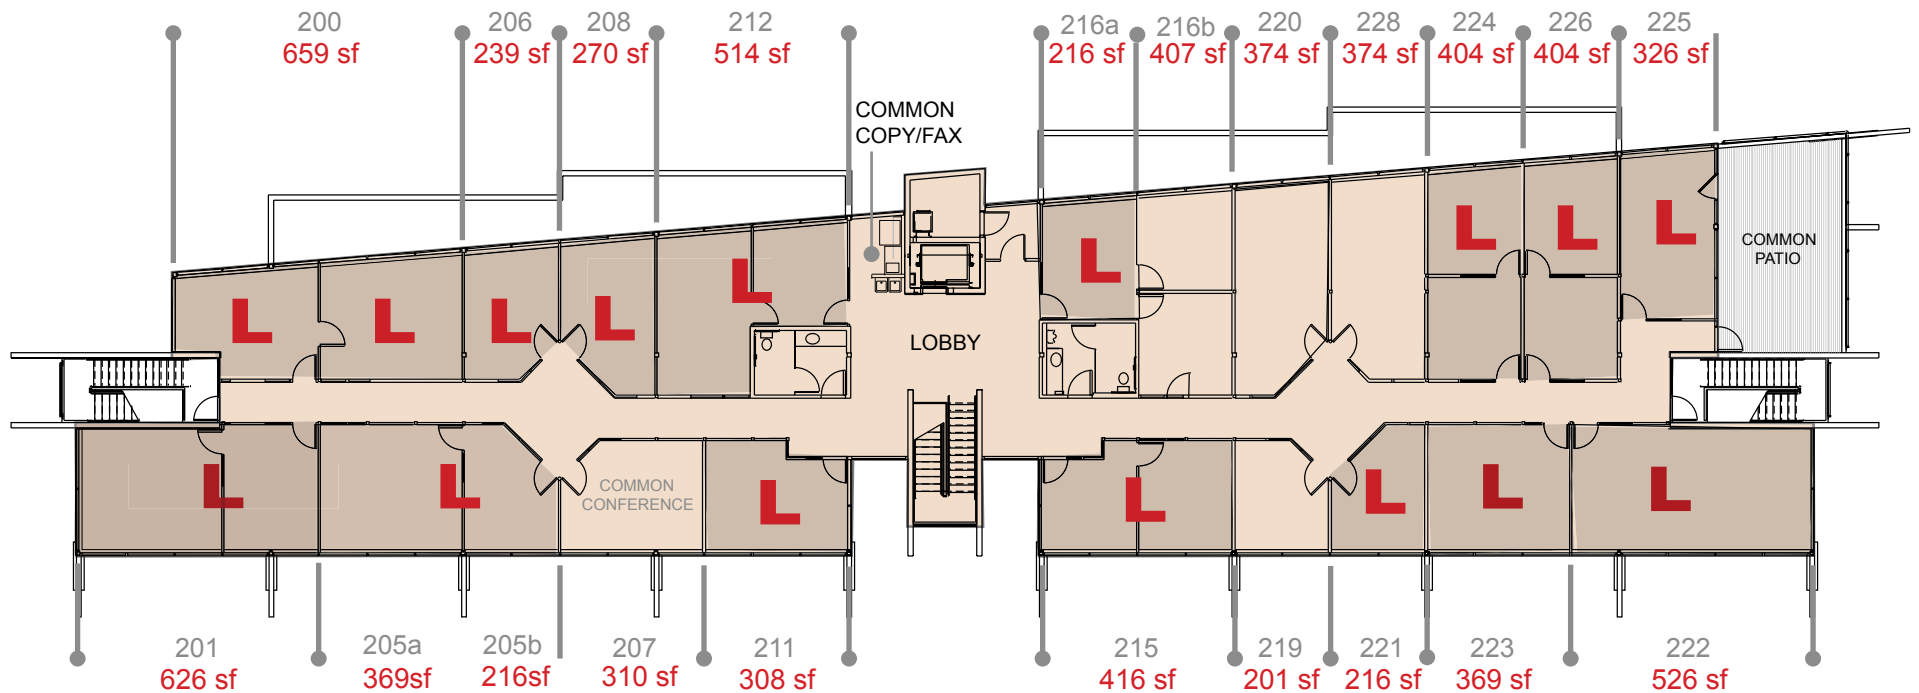 200 206 208 212 216a 216b 220 228 224 226 225
659 sf 239 sf 270 sf 514 sf 216 sf 407 sf 374 sf 374 sf 404 sf 404 sf 326 sf
COMMON
COPY/FAX
L L L L L L L L L
COMMON
PATIO
LOBBY
L L L L L L L
COMMON
CONFERENCE
201 205a 205b 207 211 215 219 221 223 222
626 sf 369sf 216sf 310 sf 308 sf 416 sf 201 sf 216 sf 369 sf 526 sf